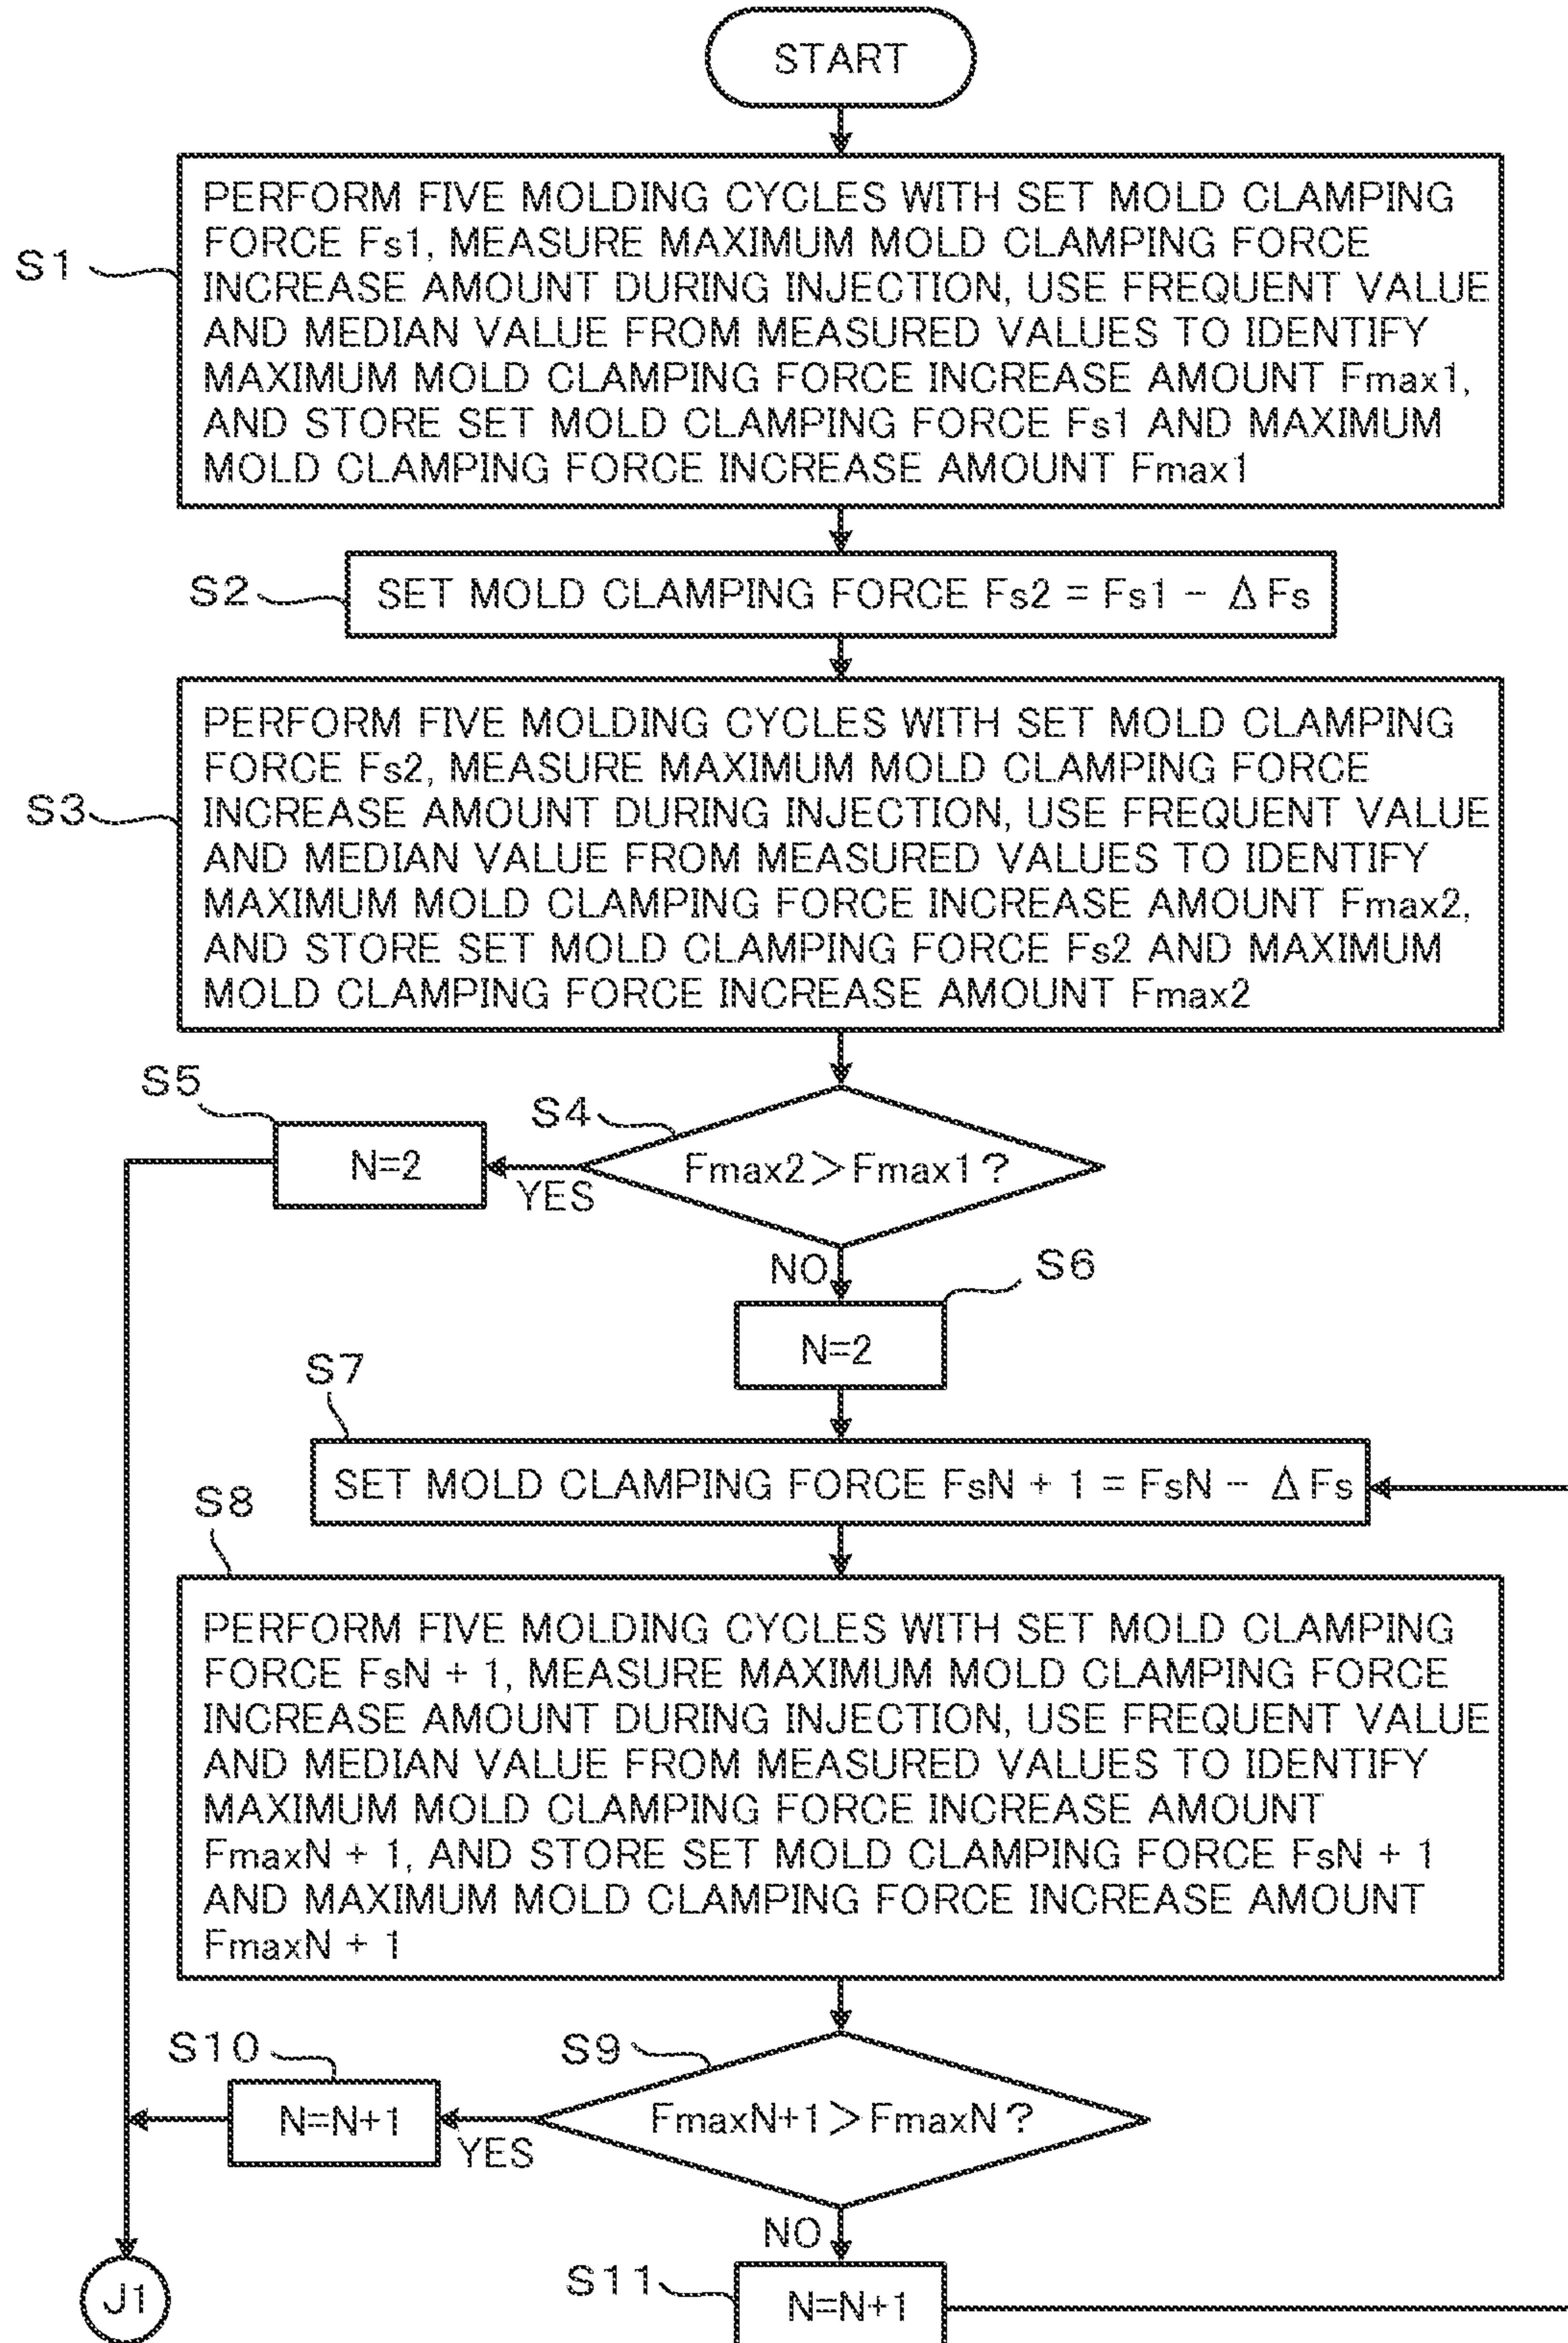 START
S1
PERFORM FIVE MOLDING CYCLES WITH SET MOLD CLAMPING
FORCE Fs1, MEASURE MAXIMUM MOLD CLAMPING FORCE
INCREASE AMOUNT DURING INJECTION, USE FREQUENT VALUE
AND MEDIAN VALUE FROM MEASURED VALUES TO IDENTIFY
MAXIMUM MOLD CLAMPING FORCE INCREASE AMOUNT Fmax1,
AND STORE SET MOLD CLAMPING FORCE Fs1 AND MAXIMUM
MOLD CLAMPING FORCE INCREASE AMOUNT Fmax1
S2
SET MOLD CLAMPING FORCE Fs2 = Fs1 - Δ Fs
S3
PERFORM FIVE MOLDING CYCLES WITH SET MOLD CLAMPING
FORCE Fs2, MEASURE MAXIMUM MOLD CLAMPING FORCE
INCREASE AMOUNT DURING INJECTION, USE FREQUENT VALUE
AND MEDIAN VALUE FROM MEASURED VALUES TO IDENTIFY
MAXIMUM MOLD CLAMPING FORCE INCREASE AMOUNT Fmax2,
AND STORE SET MOLD CLAMPING FORCE Fs2 AND MAXIMUM
MOLD CLAMPING FORCE INCREASE AMOUNT Fmax2
S4
Fmax2＞Fmax1？
YES
S5
N=2
NO
S6
N=2
S7
SET MOLD CLAMPING FORCE FsN + 1 = FsN - Δ Fs
S8
PERFORM FIVE MOLDING CYCLES WITH SET MOLD CLAMPING
FORCE FsN + 1, MEASURE MAXIMUM MOLD CLAMPING FORCE
INCREASE AMOUNT DURING INJECTION, USE FREQUENT VALUE
AND MEDIAN VALUE FROM MEASURED VALUES TO IDENTIFY
MAXIMUM MOLD CLAMPING FORCE INCREASE AMOUNT
FmaxN + 1, AND STORE SET MOLD CLAMPING FORCE FsN + 1
AND MAXIMUM MOLD CLAMPING FORCE INCREASE AMOUNT
FmaxN + 1
S9
FmaxN+1＞FmaxN？
YES
S10
N=N+1
NO
S11
N=N+1
J1